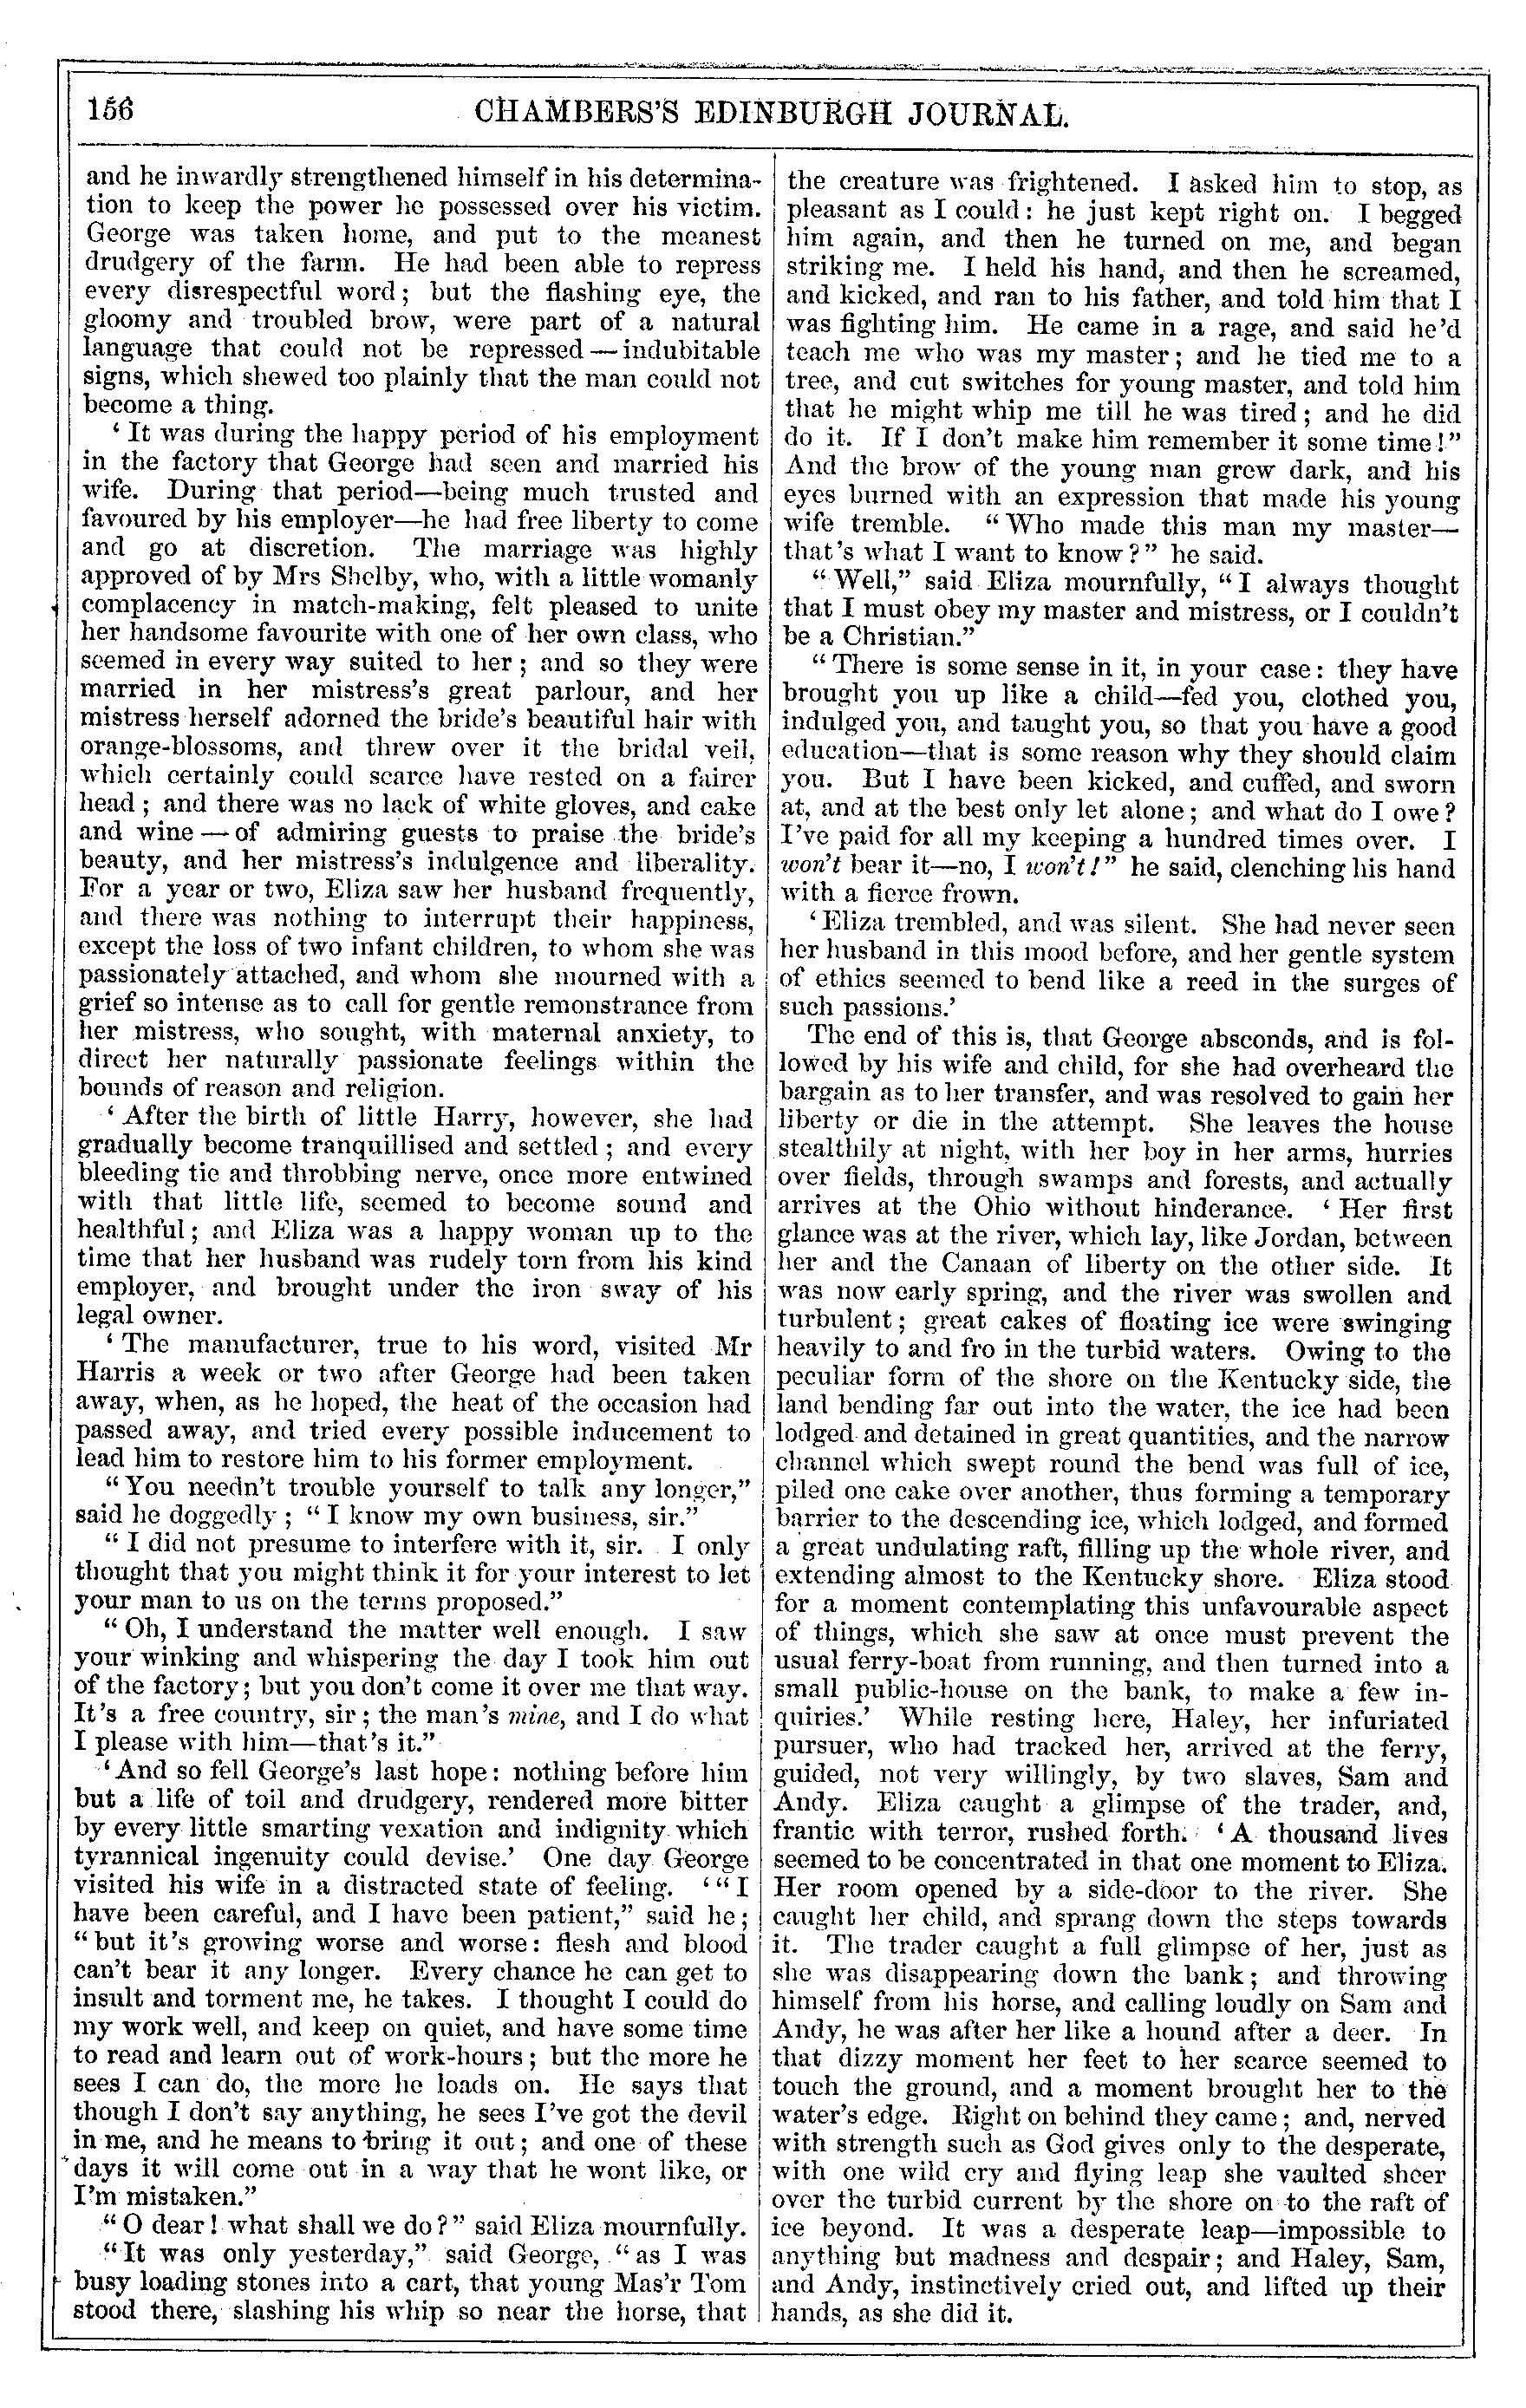 156
CHAMBERS'S EDINBURGH JOURNAL.
and he inwardly strengthened himself in his determina-
tion to keep the power he possessed over his victim.
George was taken home, and put to the meanest
drudgery of the farm. He had been able to repress
every disrespectful word; but the flashing eye, the
gloomy and troubled brow, were part of a natural
language that could not be repressed—indubitable
signs, which shewed too plainly that the man could not
become a thing.
‘It was during the happy period of his employment
in the factory that George had seen and married his
wife. During that period—being much trusted and
favoured by his employer—he had free liberty to come
and go at discretion. The marriage was highly
approved of by Mrs Shelby, who, with a little womanly
complacency in match-making, felt pleased to unite
her handsome favourite with one of her own class, who
seemed in every way suited to her; and so they were
married in her mistress's great parlour, and her
mistress herself adorned the bride's beautiful hair with
orange-blossoms, and threw over it the bridal veil,
which certainly could scarce have rested on a fairer
head; and there was no lack of white gloves, and cake
and wine—of admiring guests to praise the bride's
beauty, and her mistress's indulgence and liberality.
For a year or two, Eliza saw her husband frequently,
and there was nothing to interrupt their happiness,
except the loss of two infant children, to whom she was
passionately attached, and whom she mourned with a
grief so intense as to call for gentle remonstrance from
her mistress, who sought, with maternal anxiety, to
direct her naturally passionate feelings within the
bounds of reason and religion.
‘After the birth of little Harry, however, she had
gradually become tranquillised and settled; and every
bleeding tie and throbbing nerve, once more entwined
with that little life, seemed to become sound and
healthful; and Eliza was a happy woman up to the
time that her husband was rudely torn from his kind
employer, and brought under the iron sway of his
legal owner.
‘The manufacturer, true to his word, visited Mr
Harris a week or two after George had been taken
away, when, as he hoped, the heat of the occasion had
passed away, and tried every possible inducement to
lead him to restore him to his former employment.
“You needn't trouble yourself to talk any longer,”
said he doggedly; “I know my own business, sir.”
“I did not presume to interfere with it, sir. I only
thought that you might think it for your interest to let
your man to us on the terms proposed.”
“Oh, I understand the matter well enough. I saw
your winking and whispering the day I took him out
of the factory; but you don't come it over me that way.
It's a free country, sir; the man's mine, and I do what
I please with him—that's it.”
‘And so fell George's last hope: nothing before him
but a life of toil and drudgery, rendered more bitter
by every little smarting vexation and indignity which
tyrannical ingenuity could devise.’ One day George
visited his wife in a distracted state of feeling. ‘“I
have been careful, and I have been patient,” said he;
“but it's growing worse and worse: flesh and blood
can't bear it any longer. Every chance he can get to
insult and torment me, he takes. I thought I could do
my work well, and keep on quiet, and have some time
to read and learn out of work-hours; but the more he
sees I can do, the more he loads on. He says that
though I don't say anything, he sees I've got the devil
in me, and he means to bring it out; and one of these
days it will come out in a way that he wont like, or
I'm mistaken.”
“O dear! what shall we do?” said Eliza mournfully.
“It was only yesterday,” said George, “as I was
busy loading stones into a cart, that young Mas'r Tom
stood there, slashing his whip so near the horse, that
the creature was frightened. I asked him to stop, as
pleasant as I could: he just kept right on. I begged
him again, and then he turned on me, and began
striking me. I held his hand, and then he screamed,
and kicked, and ran to his father, and told him that I
was fighting him. He came in a rage, and said he'd
teach me who was my master; and he tied me to a
tree, and cut switches for young master, and told him
that he might whip me till he was tired; and he did
do it. If I don't make him remember it some time!”
And the brow of the young man grew dark, and his
eyes burned with an expression that made his young
wife tremble. “Who made this man my master—
that's what I want to know?” he said.
“Well,” said Eliza mournfully, “I always thought
that I must obey my master and mistress, or I couldn't
be a Christian.”
“There is some sense in it, in your case: they have
brought you up like a child—fed you, clothed you,
indulged you, and taught you, so that you have a good
education—that is some reason why they should claim
you. But I have been kicked, and cuffed, and sworn
at, and at the best only let alone; and what do I owe?
I've paid for all my keeping a hundred times over. I
won't bear it—no, I won't!” he said, clenching his hand
with a fierce frown.
‘Eliza trembled, and was silent. She had never seen
her husband in this mood before, and her gentle system
of ethics seemed to bend like a reed in the surges of
such passions.’
The end of this is, that George absconds, and is fol-
lowed by his wife and child, for she had overheard the
bargain as to her transfer, and was resolved to gain her
liberty or die in the attempt. She leaves the house
stealthily at night, with her boy in her arms, hurries
over fields, through swamps and forests, and actually
arrives at the Ohio without hinderance. ‘Her first
glance was at the river, which lay, like Jordan, between
her and the Canaan of liberty on the other side. It
was now early spring, and the river was swollen and
turbulent; great cakes of floating ice were swinging
heavily to and fro in the turbid waters. Owing to the
peculiar form of the shore on the Kentucky side, the
land bending far out into the water, the ice had been
lodged and detained in great quantities, and the narrow
channel which swept round the bend was full of ice,
piled one cake over another, thus forming a temporary
barrier to the descending ice, which lodged, and formed
a great undulating raft, filling up the whole river, and
extending almost to the Kentucky shore. Eliza stood
for a moment contemplating this unfavourable aspect
of things, which she saw at once must prevent the
usual ferry-boat from running, and then turned into a
small public-house on the bank, to make a few in-
quiries.’ While resting here, Haley, her infuriated
pursuer, who had tracked her, arrived at the ferry,
guided, not very willingly, by two slaves, Sam and
Andy. Eliza caught a glimpse of the trader, and,
frantic with terror, rushed forth. ‘A thousand lives
seemed to be concentrated in that one moment to Eliza.
Her room opened by a side-door to the river. She
caught her child, and sprang down the steps towards
it. The trader caught a full glimpse of her, just as
she was disappearing down the bank; and throwing
himself from his horse, and calling loudly on Sam and
Andy, he was after her like a hound after a deer. In
that dizzy moment her feet to her scarce seemed to
touch the ground, and a moment brought her to the
water's edge. Right on behind they came; and, nerved
with strength such as God gives only to the desperate,
with one wild cry and flying leap she vaulted sheer
over the turbid current by the shore on to the raft of
ice beyond. It was a desperate leap—impossible to
anything but madness and despair; and Haley, Sam,
and Andy, instinctively cried out, and lifted up their
hands, as she did it.